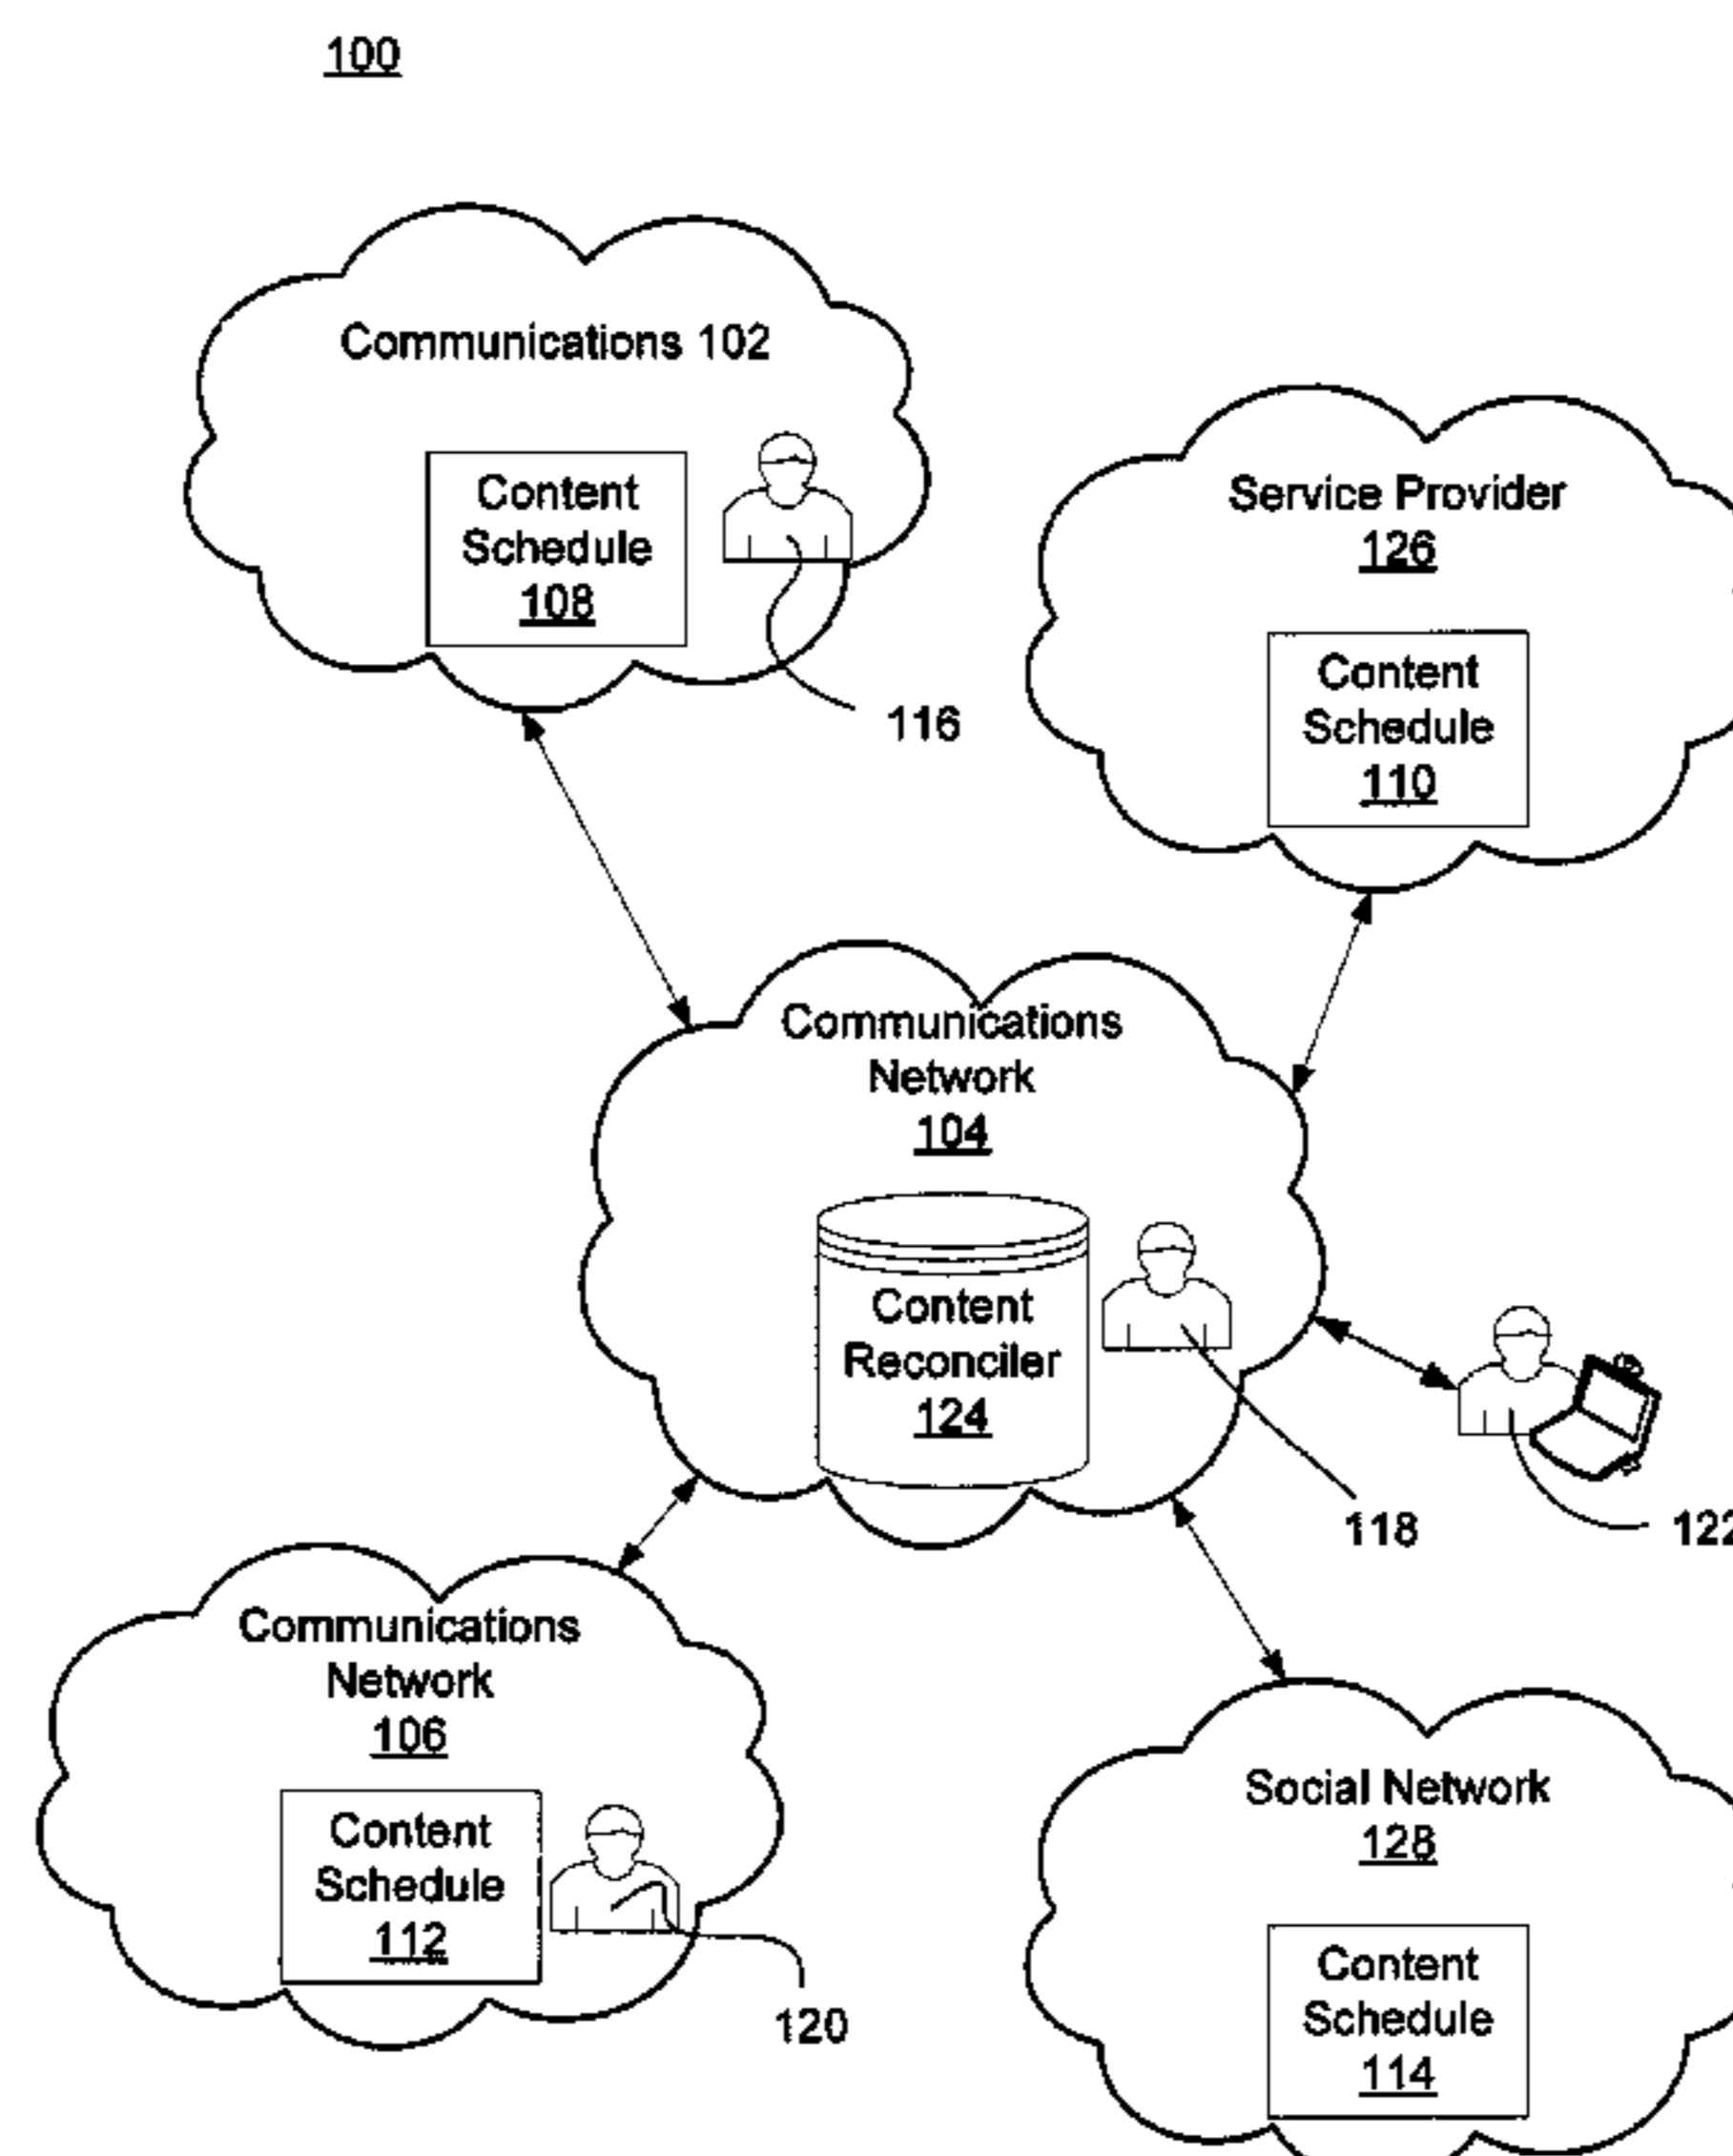 100
Communications 102
Content
Schedule
108
116
Service Provider
126
Content
Schedule
110
Communications
Network
104
Content
Reconciler
124
118
122
Communications
Network
106
Content
Schedule
112
120
Social Network
128
Content
Schedule
114